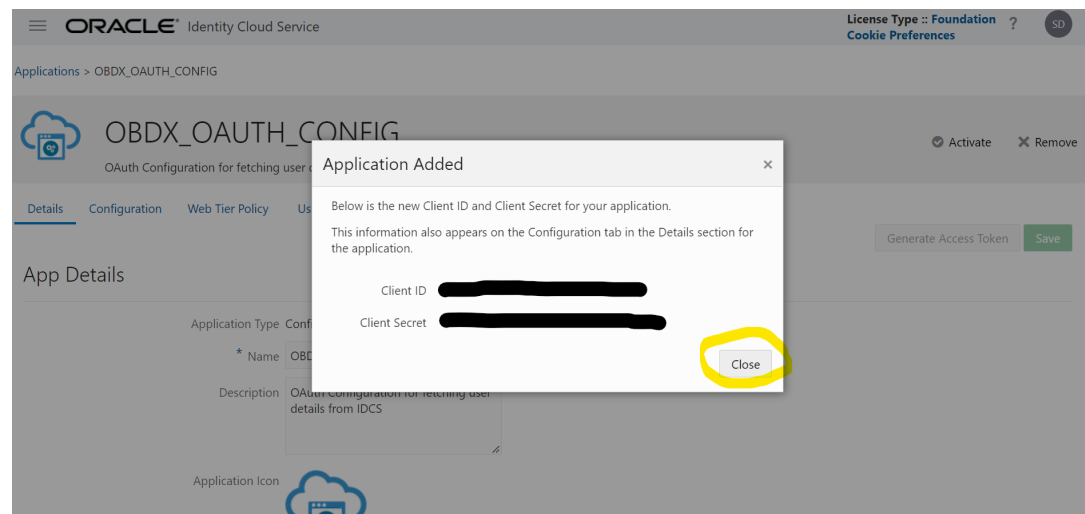 ORACLE® Identity Cloud Service
License Type :: Foundation
Cookie Preferences
?
SD
Applications > OBDX_OAUTH_CONFIG
OBDX_OAUTH_CONFIG
OAuth Configuration for fetching user
Activate
Remove
Application Added
×
Details
Configuration
Web Tier Policy
Us
Below is the new Client ID and Client Secret for your application.
This information also appears on the Configuration tab in the Details section for
the application.
Client ID
Client Secret
Close
Generate Access Token
Save
App Details
Application Type
Confi
* Name
OBD
Description
OAuth Configuration for fetching user
details from IDCS
Application Icon